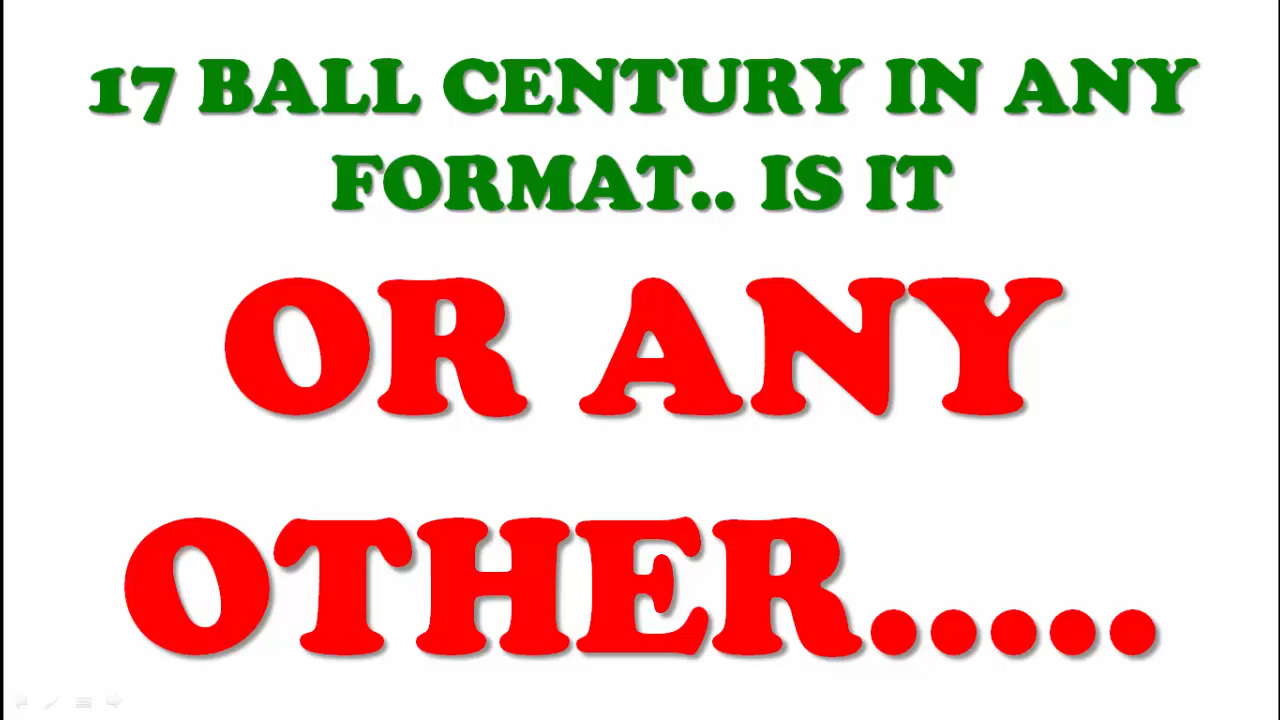 17 BALL CENTURY IN ANY
FORMAT.. IS IT
OR ANY
OTHER.....